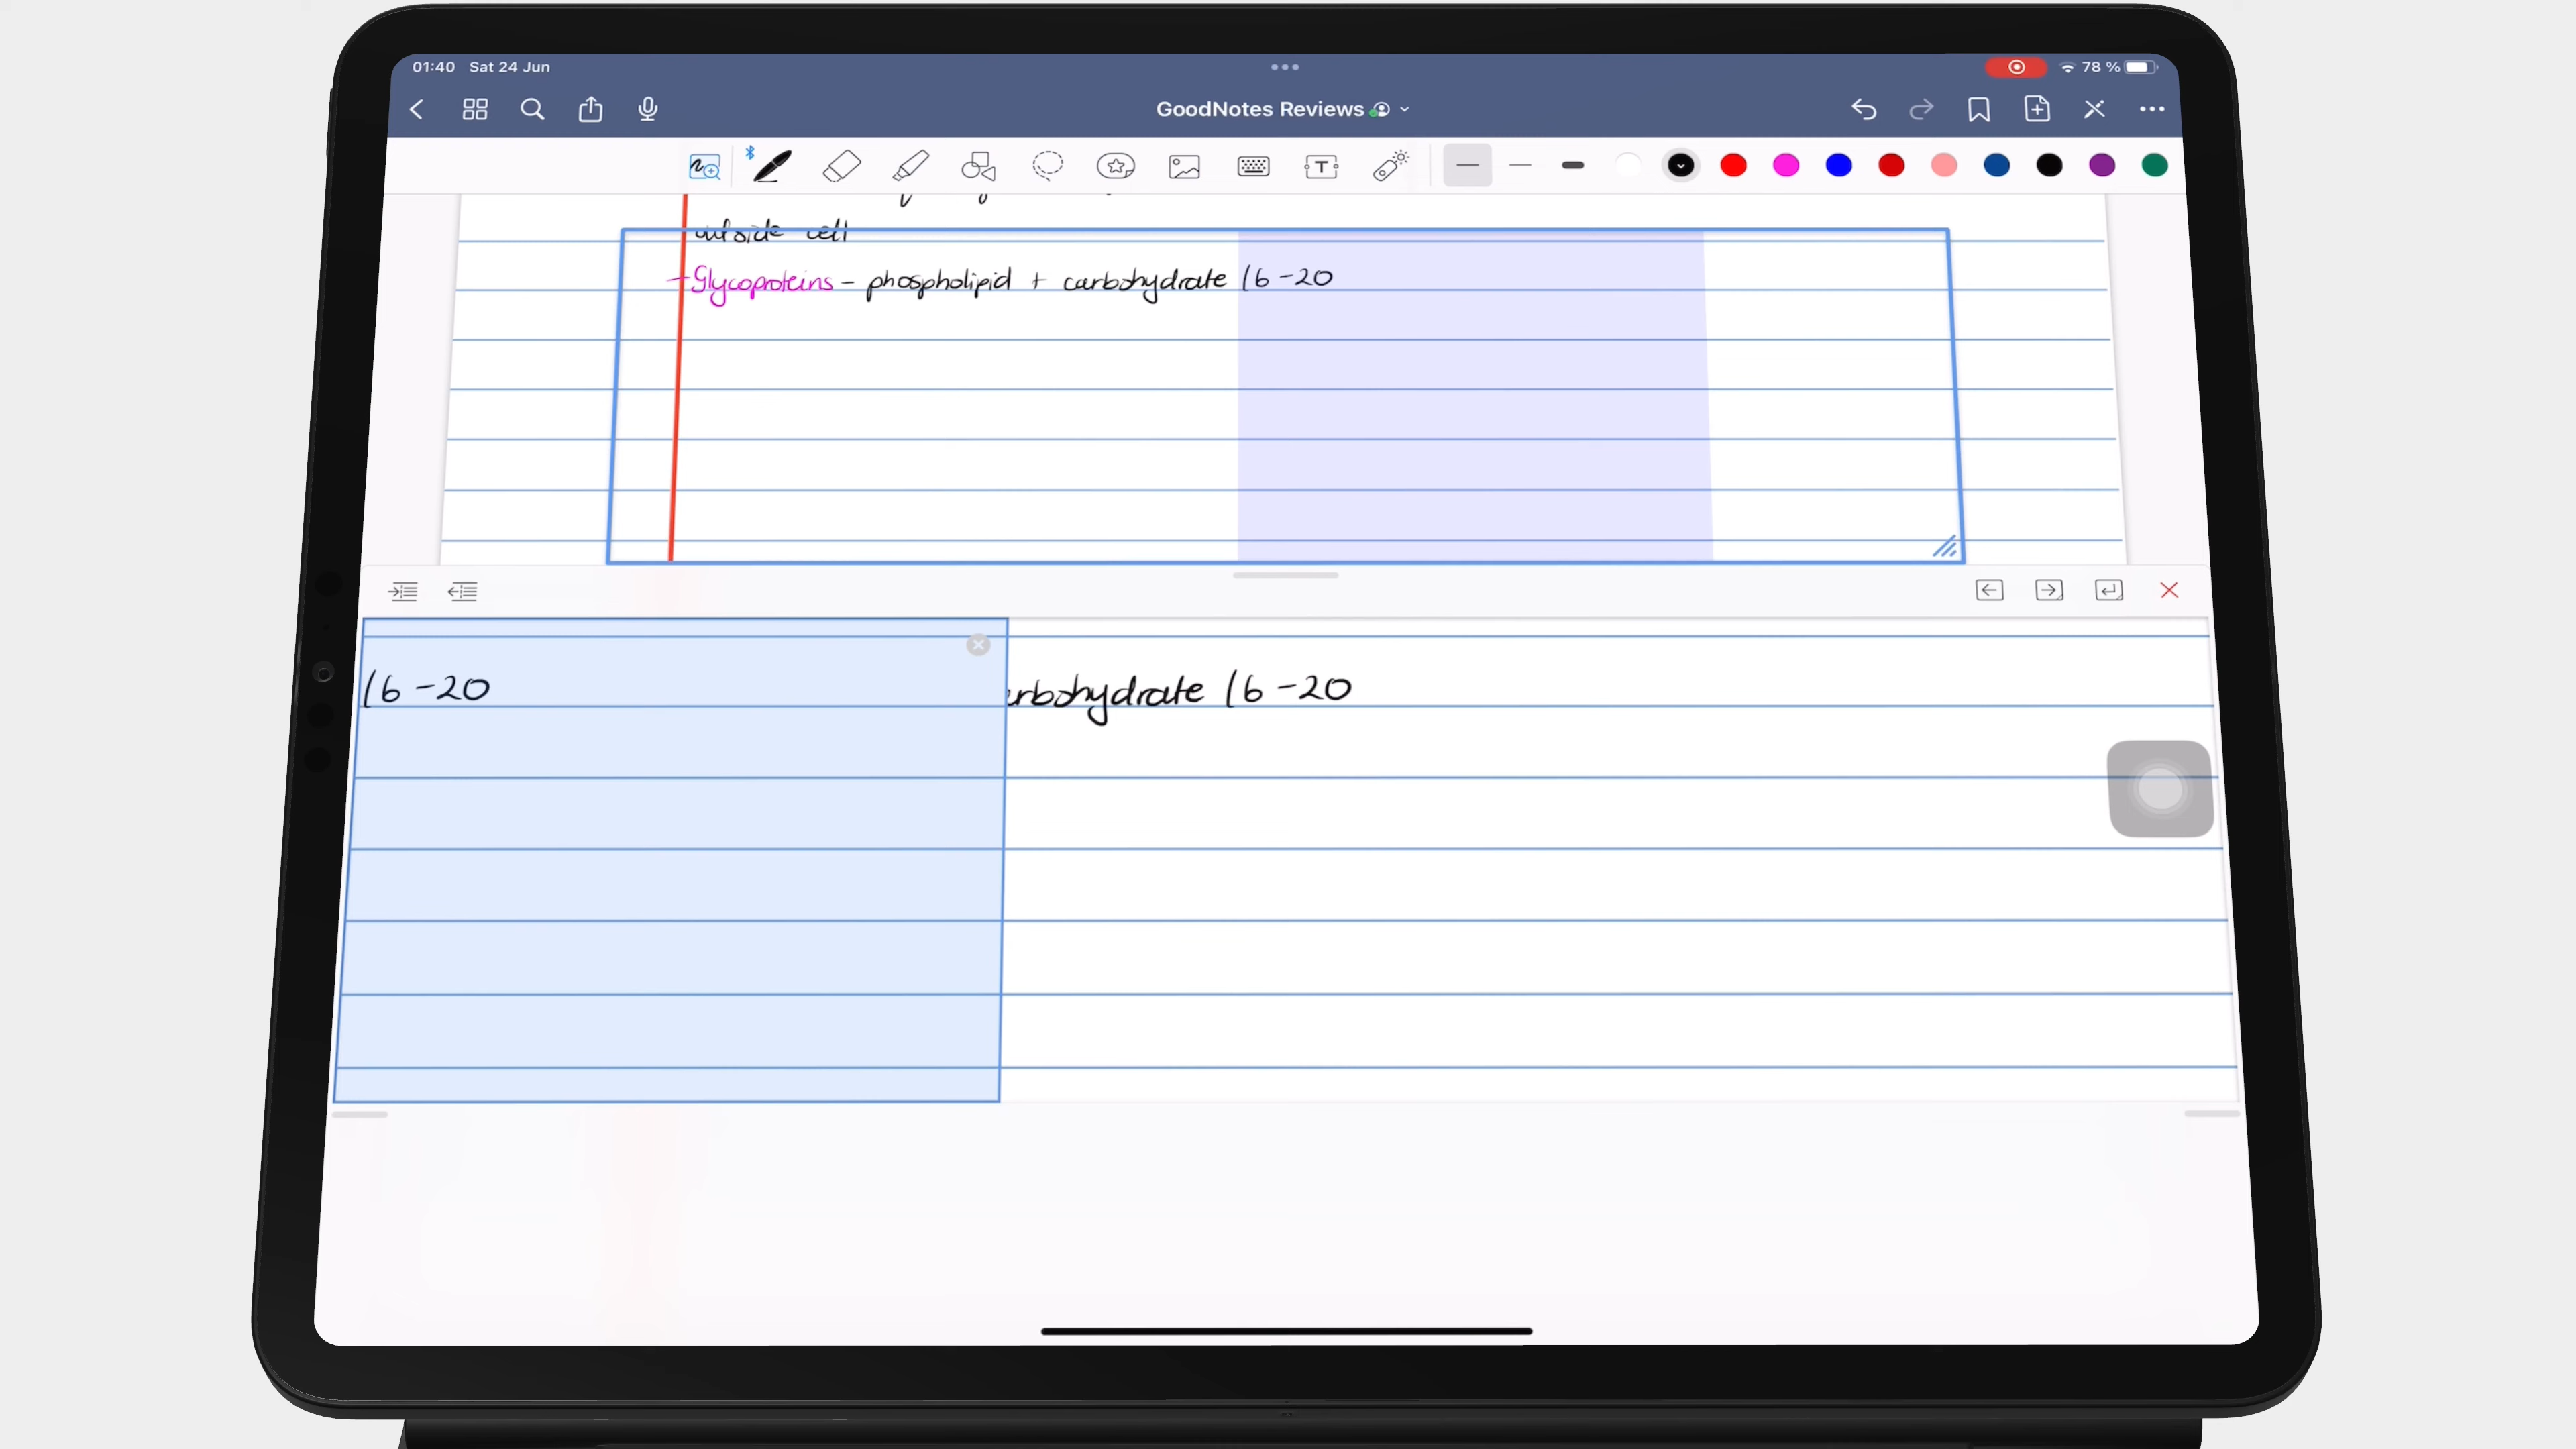 01:40 Sat 24 Jun
78 %
GoodNotes Reviews
T
outside cell
-Glycoproteins - phospholipid + carbohydrate (6-20
(6-20
arbohydrate (6-20